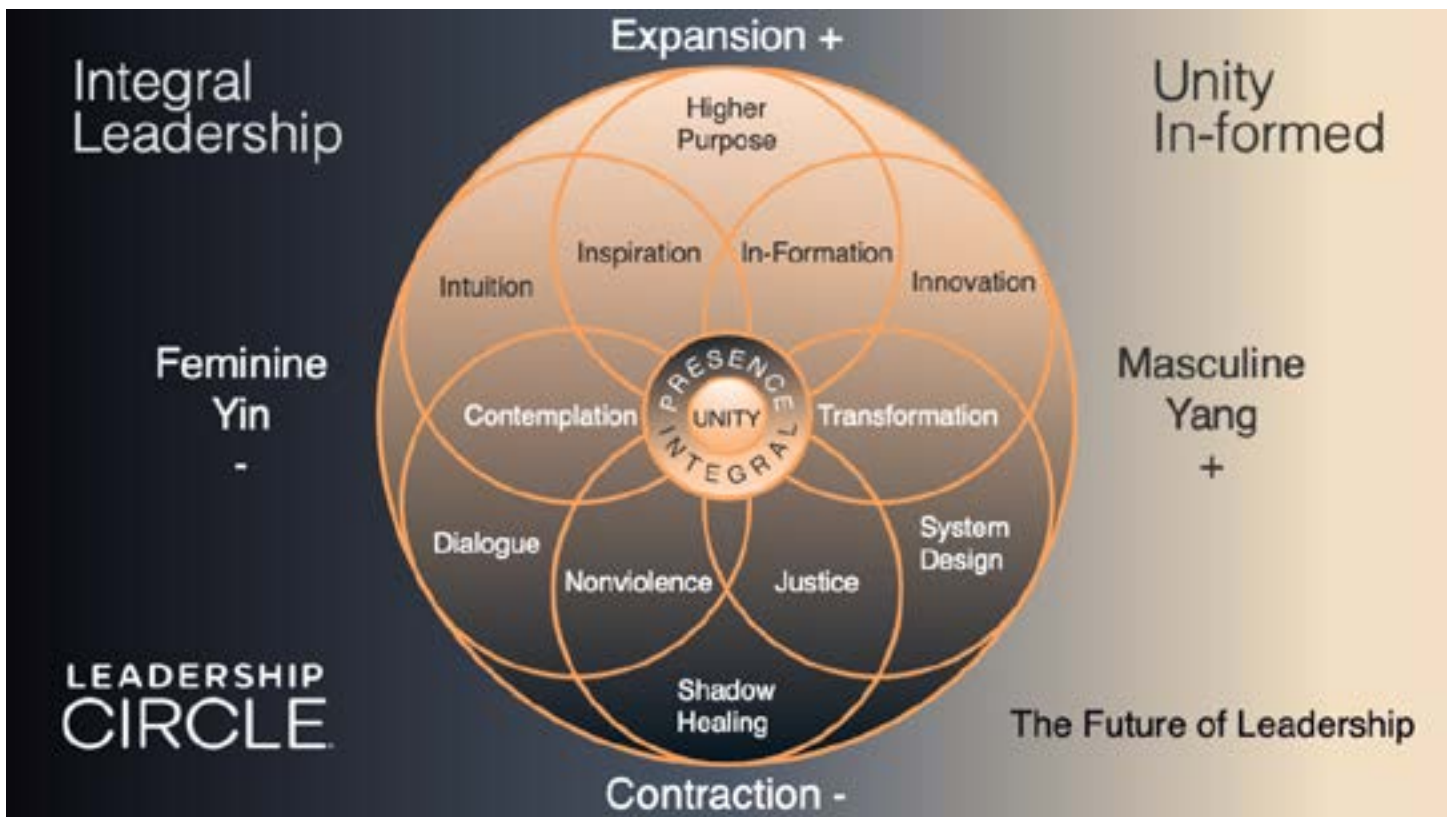 Expansion +
Integral
Leadership
Unity
In-formed
Higher
Purpose
Inspiration
In-Formation
Intuition
Innovation
Feminine
Yin
-
Masculine
Yang
+
Contemplation
PRESENCE
UNITY
INTEGRAL
Transformation
Dialogue
System
Design
Nonviolence
Justice
Shadow
Healing
LEADERSHIP
CIRCLE
The Future of Leadership
Contraction -